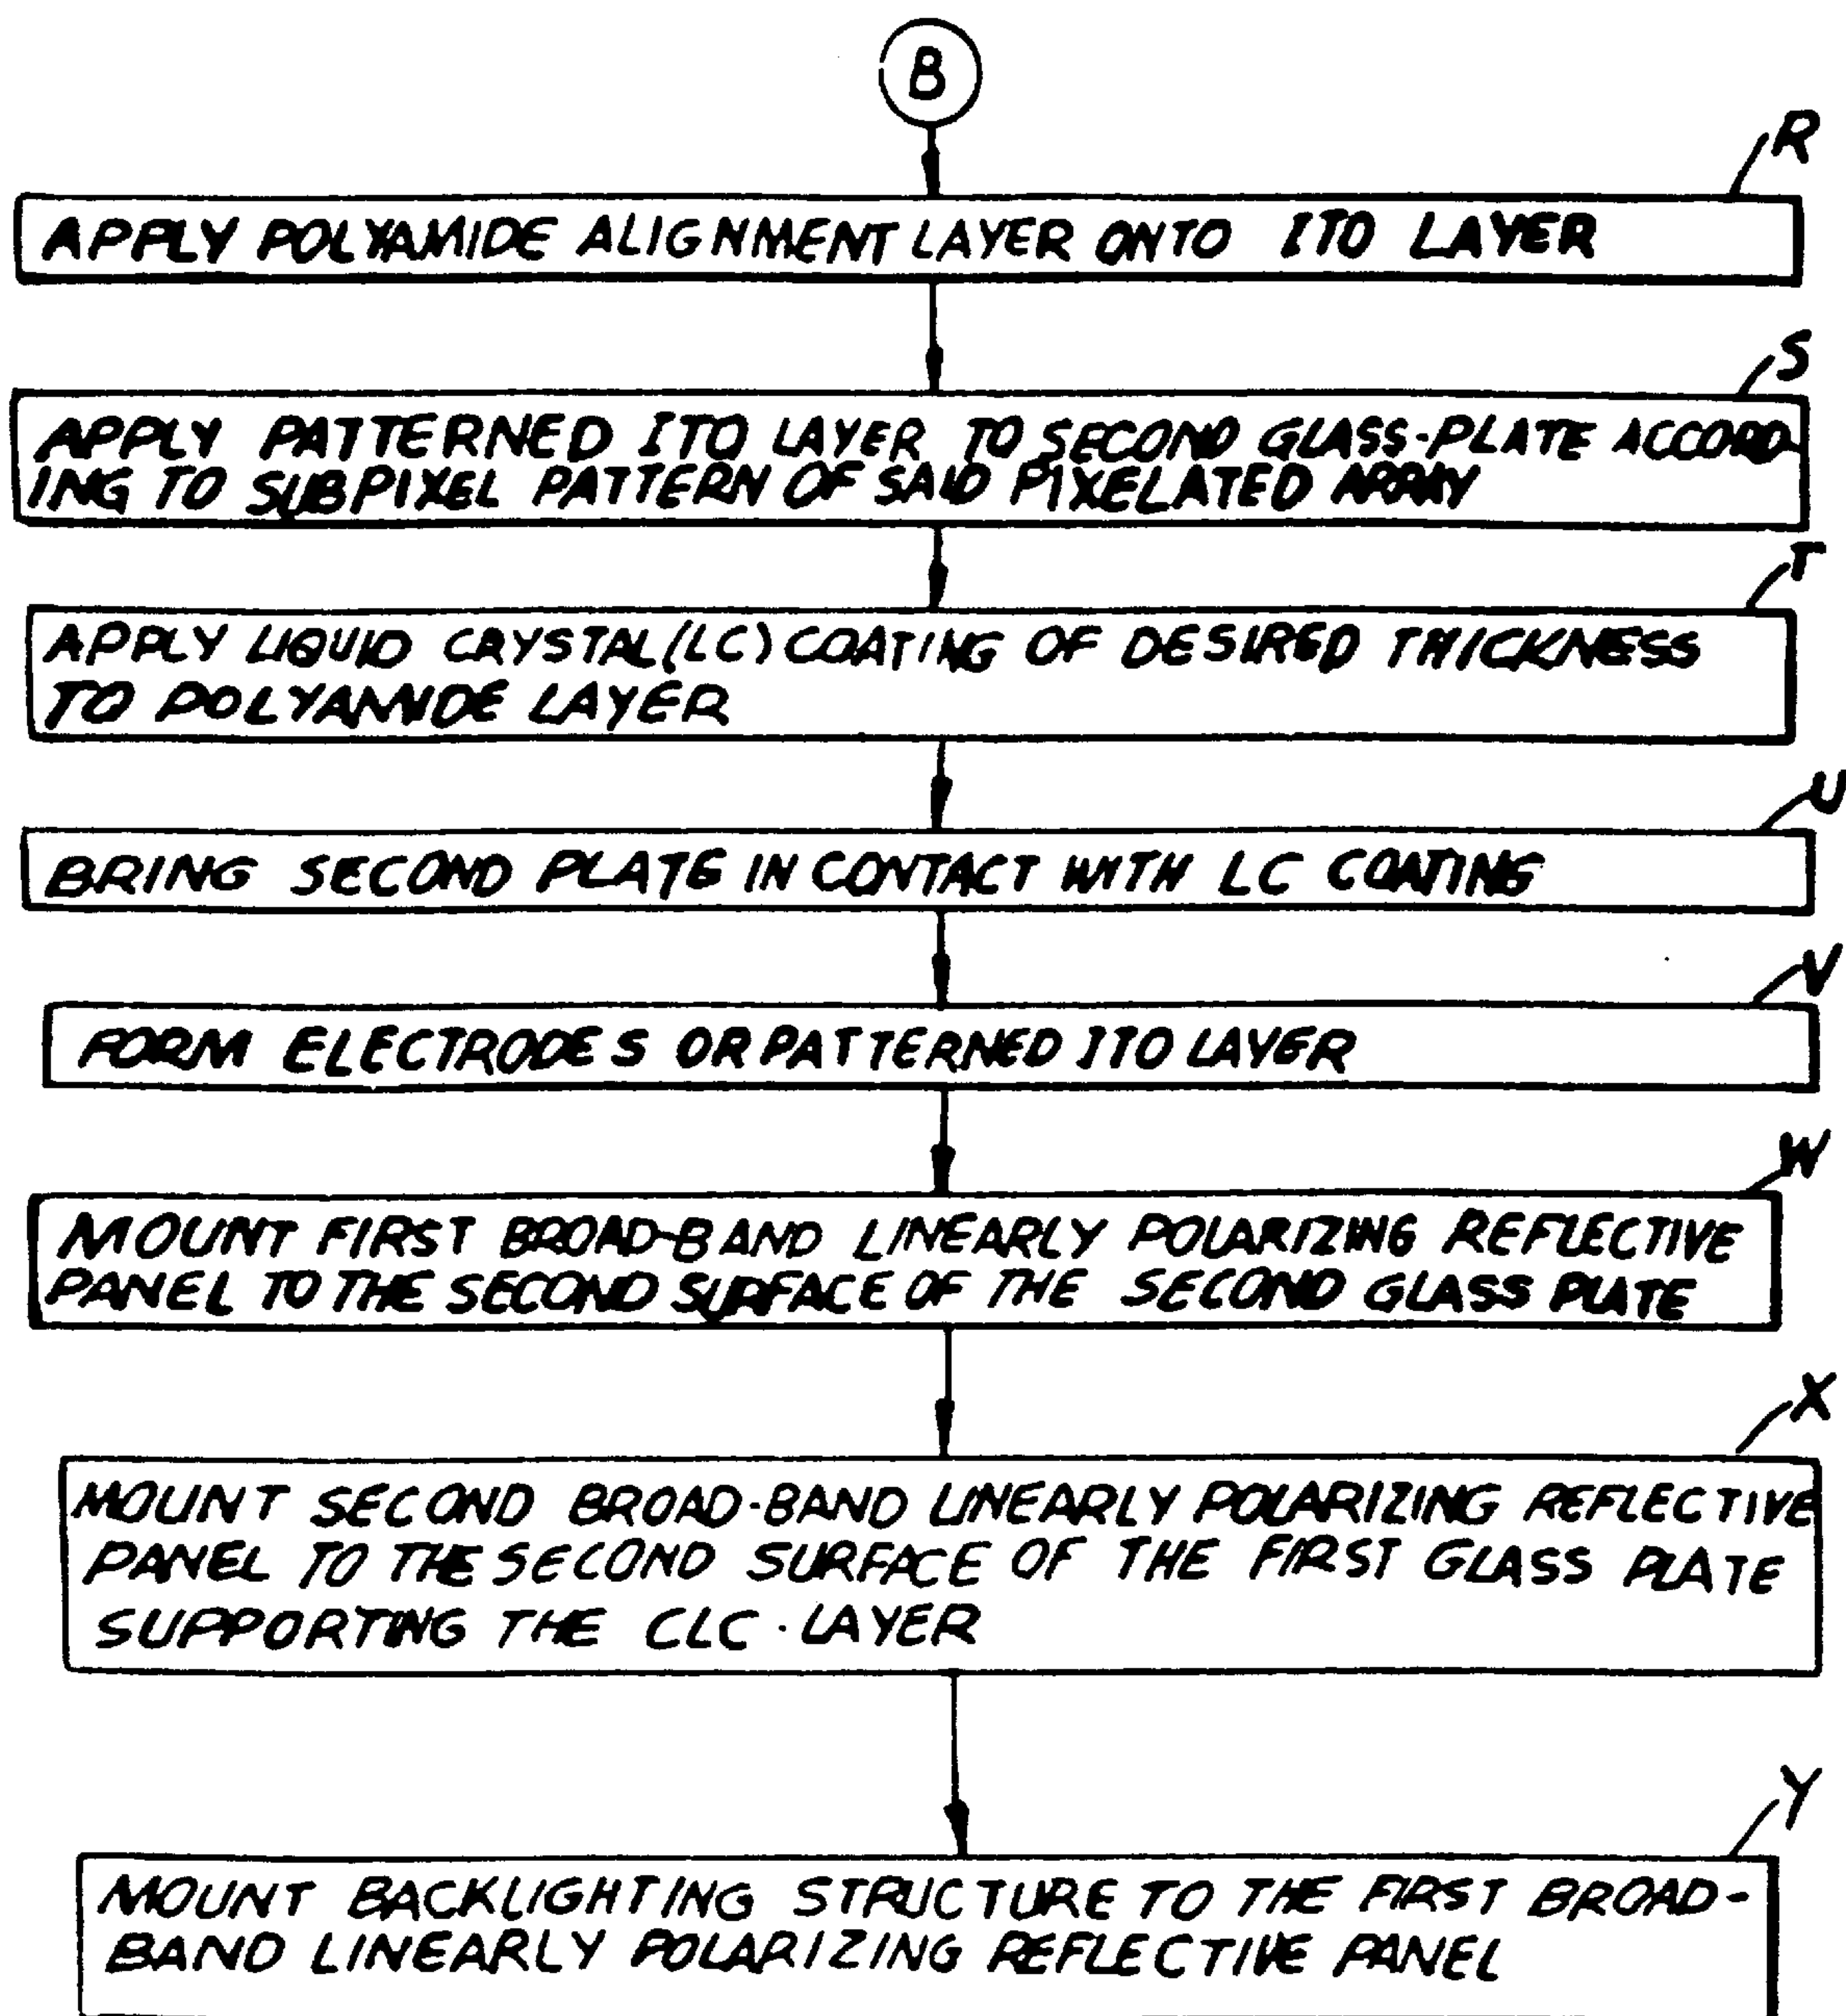 B
R
APPLY POLYAMIDE ALIGNMENT LAYER ONTO ITO LAYER
S
APPLY PATTERNED ITO LAYER TO SECOND GLASS-PLATE ACCORD-
ING TO SUBPIXEL PATTERN OF SAID PIXELATED ARRAY
T
APPLY LIQUID CRYSTAL (LC) COATING OF DESIRED THICKNESS
TO POLYAMIDE LAYER
U
BRING SECOND PLATE IN CONTACT WITH LC COATING
V
FORM ELECTRODES OR PATTERNED ITO LAYER
W
MOUNT FIRST BROAD-BAND LINEARLY POLARIZING REFLECTIVE
PANEL TO THE SECOND SURFACE OF THE SECOND GLASS PLATE
X
MOUNT SECOND BROAD-BAND LINEARLY POLARIZING REFLECTIVE
PANEL TO THE SECOND SURFACE OF THE FIRST GLASS PLATE
SUPPORTING THE CLC-LAYER
Y
MOUNT BACKLIGHTING STRUCTURE TO THE FIRST BROAD-
BAND LINEARLY POLARIZING REFLECTIVE PANEL